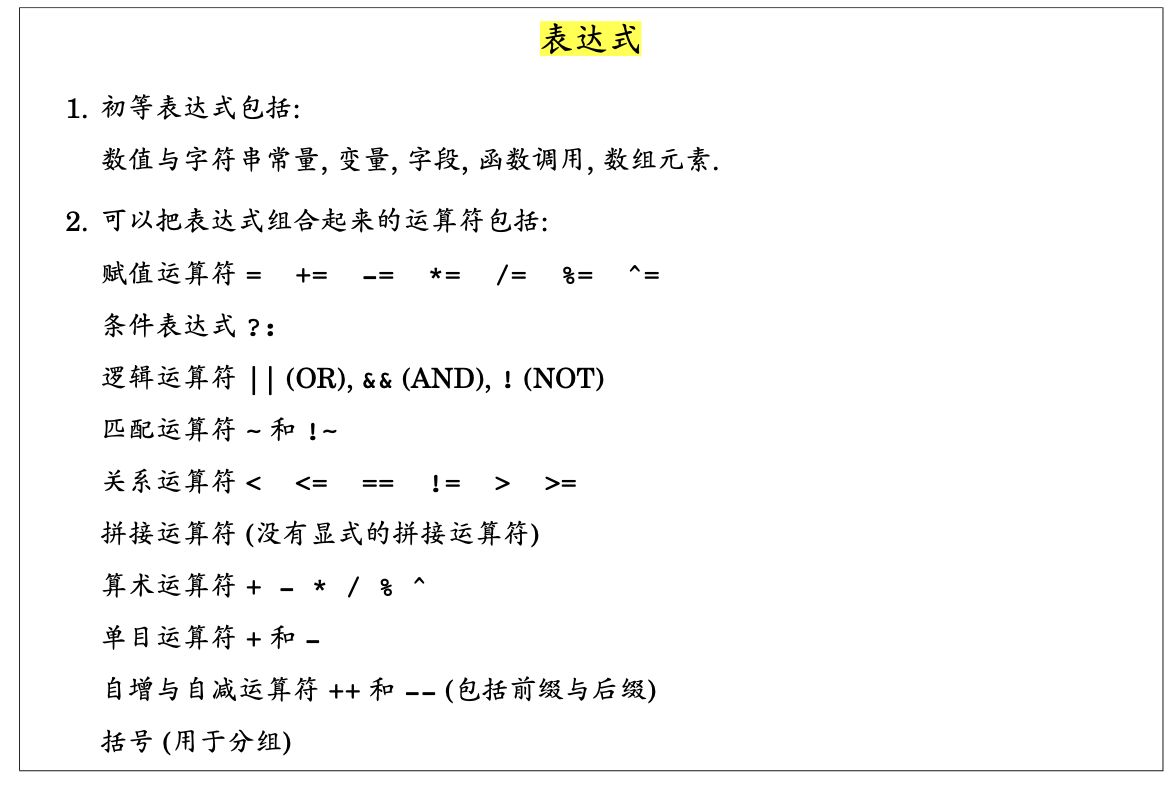 表达式
1. 初等表达式包括:
数值与字符串常量, 变量, 字段, 函数调用, 数组元素.
2. 可以把表达式组合起来的运算符包括:
赋值运算符 = += -= *= /= %= ^=
条件表达式 ?:
逻辑运算符 || (OR), && (AND), ! (NOT)
匹配运算符 ~ 和 !~
关系运算符 < <= == != > >=
拼接运算符 (没有显式的拼接运算符)
算术运算符 + - * / % ^
单目运算符 + 和 -
自增与自减运算符 ++ 和 -- (包括前缀与后缀)
括号 (用于分组)